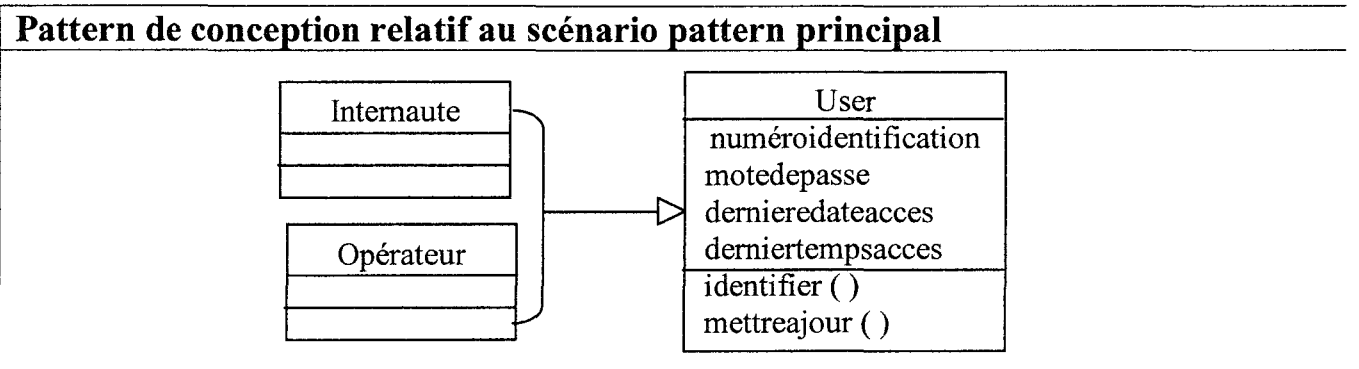 Pattern de conception relatif au scénario pattern principal
Internaute
Opérateur
User
numéroidentification
motedepasse
dernieredateacces
derniertempsacces
identifier ( )
mettreajour ( )